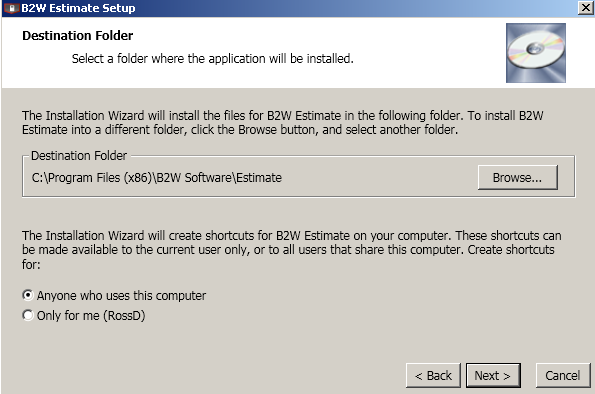 B2W Estimate Setup
Destination Folder
Select a folder where the application will be installed.
The Installation Wizard will install the files for B2W Estimate in the following folder. To install B2W
Estimate into a different folder, click the Browse button, and select another folder.
Destination Folder
C:\Program Files (x86)\B2W Software\Estimate
Browse...
The Installation Wizard will create shortcuts for B2W Estimate on your computer. These shortcuts can
be made available to the current user only, or to all users that share this computer. Create shortcuts
for:
Anyone who uses this computer
Only for me (RossD)
< Back
Next >
Cancel